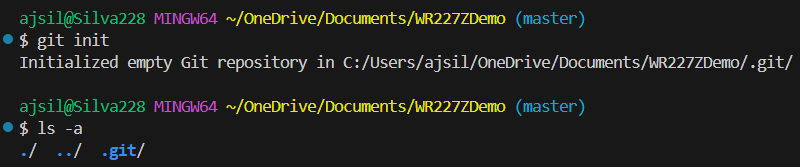 ajsil@Silva228 MINGW64 ~/OneDrive/Documents/WR227ZDemo (master)
$ git init
Initialized empty Git repository in C:/Users/ajsil/OneDrive/Documents/WR227ZDemo/.git/
ajsil@Silva228 MINGW64 ~/OneDrive/Documents/WR227ZDemo (master)
$ ls -a
./  ../  .git/